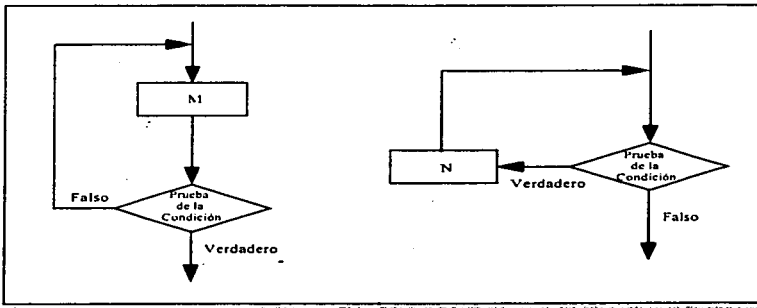 M
Falso
Prueba
de la
Condición
Verdadero
N
Verdadero
Prueba
de la
Condición
Falso